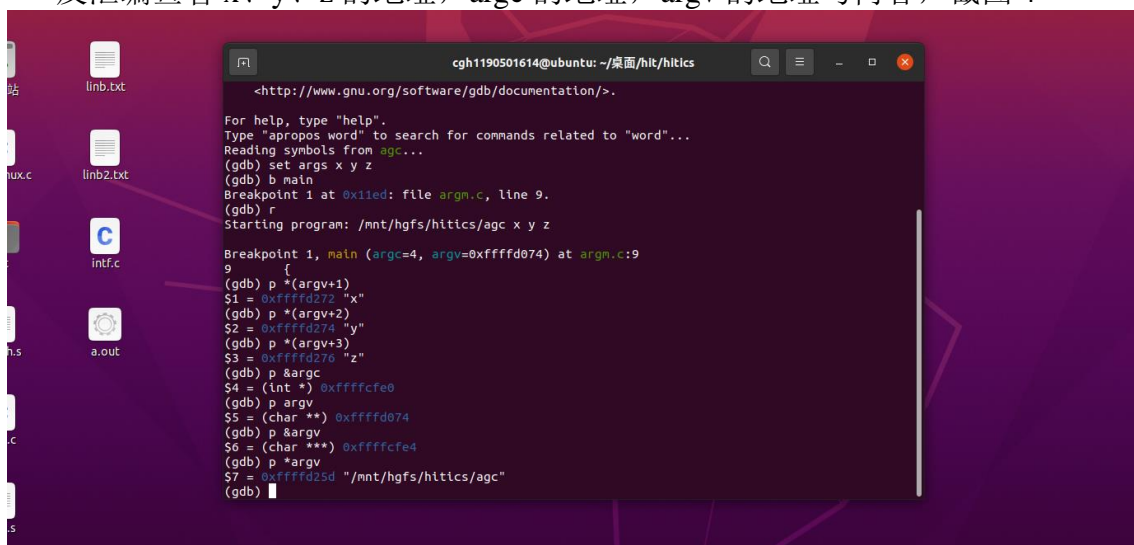 反汇编查看 x、y、z 的地址，argc 的地址，argv 的地址与内容，截图 4
cgh1190501614@ubuntu: ~/桌面/hit/hitics
站
linb.txt
linb2.txt
nux.c
intf.c
h.s
a.out
.c
.s
<http://www.gnu.org/software/gdb/documentation/>.
For help, type "help".
Type "apropos word" to search for commands related to "word"...
Reading symbols from agc...
(gdb) set args x y z
(gdb) b main
Breakpoint 1 at 0x11ed: file argm.c, line 9.
(gdb) r
Starting program: /mnt/hgfs/hitics/agc x y z
Breakpoint 1, main (argc=4, argv=0xffffd074) at argm.c:9
9 {
(gdb) p *(argv+1)
$1 = 0xffffd272 "x"
(gdb) p *(argv+2)
$2 = 0xffffd274 "y"
(gdb) p *(argv+3)
$3 = 0xffffd276 "z"
(gdb) p &argc
$4 = (int *) 0xffffcfe0
(gdb) p argv
$5 = (char **) 0xffffd074
(gdb) p &argv
$6 = (char ***) 0xffffcfe4
(gdb) p *argv
$7 = 0xffffd25d "/mnt/hgfs/hitics/agc"
(gdb)